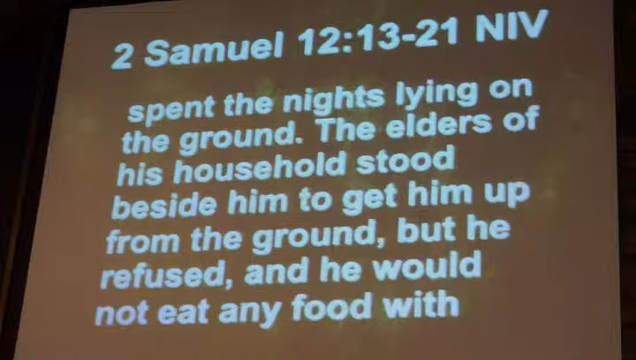 2 Samuel 12:13-21 NIV
spent the nights lying on
the ground. The elders of
his household stood
beside him to get him up
from the ground, but he
refused, and he would
not eat any food with